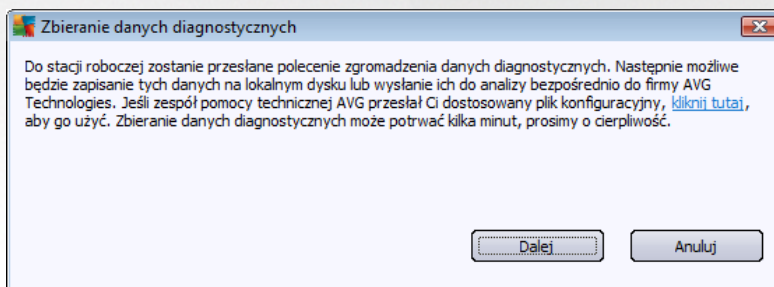 Zbieranie danych diagnostycznych
Do stacji roboczej zostanie przesłane polecenie zgromadzenia danych diagnostycznych. Następnie możliwe
będzie zapisanie tych danych na lokalnym dysku lub wysłanie ich do analizy bezpośrednio do firmy AVG
Technologies. Jeśli zespół pomocy technicznej AVG przesłał Ci dostosowany plik konfiguracyjny, kliknij tutaj,
aby go użyć. Zbieranie danych diagnostycznych może potrwać kilka minut, prosimy o cierpliwość.
Dalej Anuluj